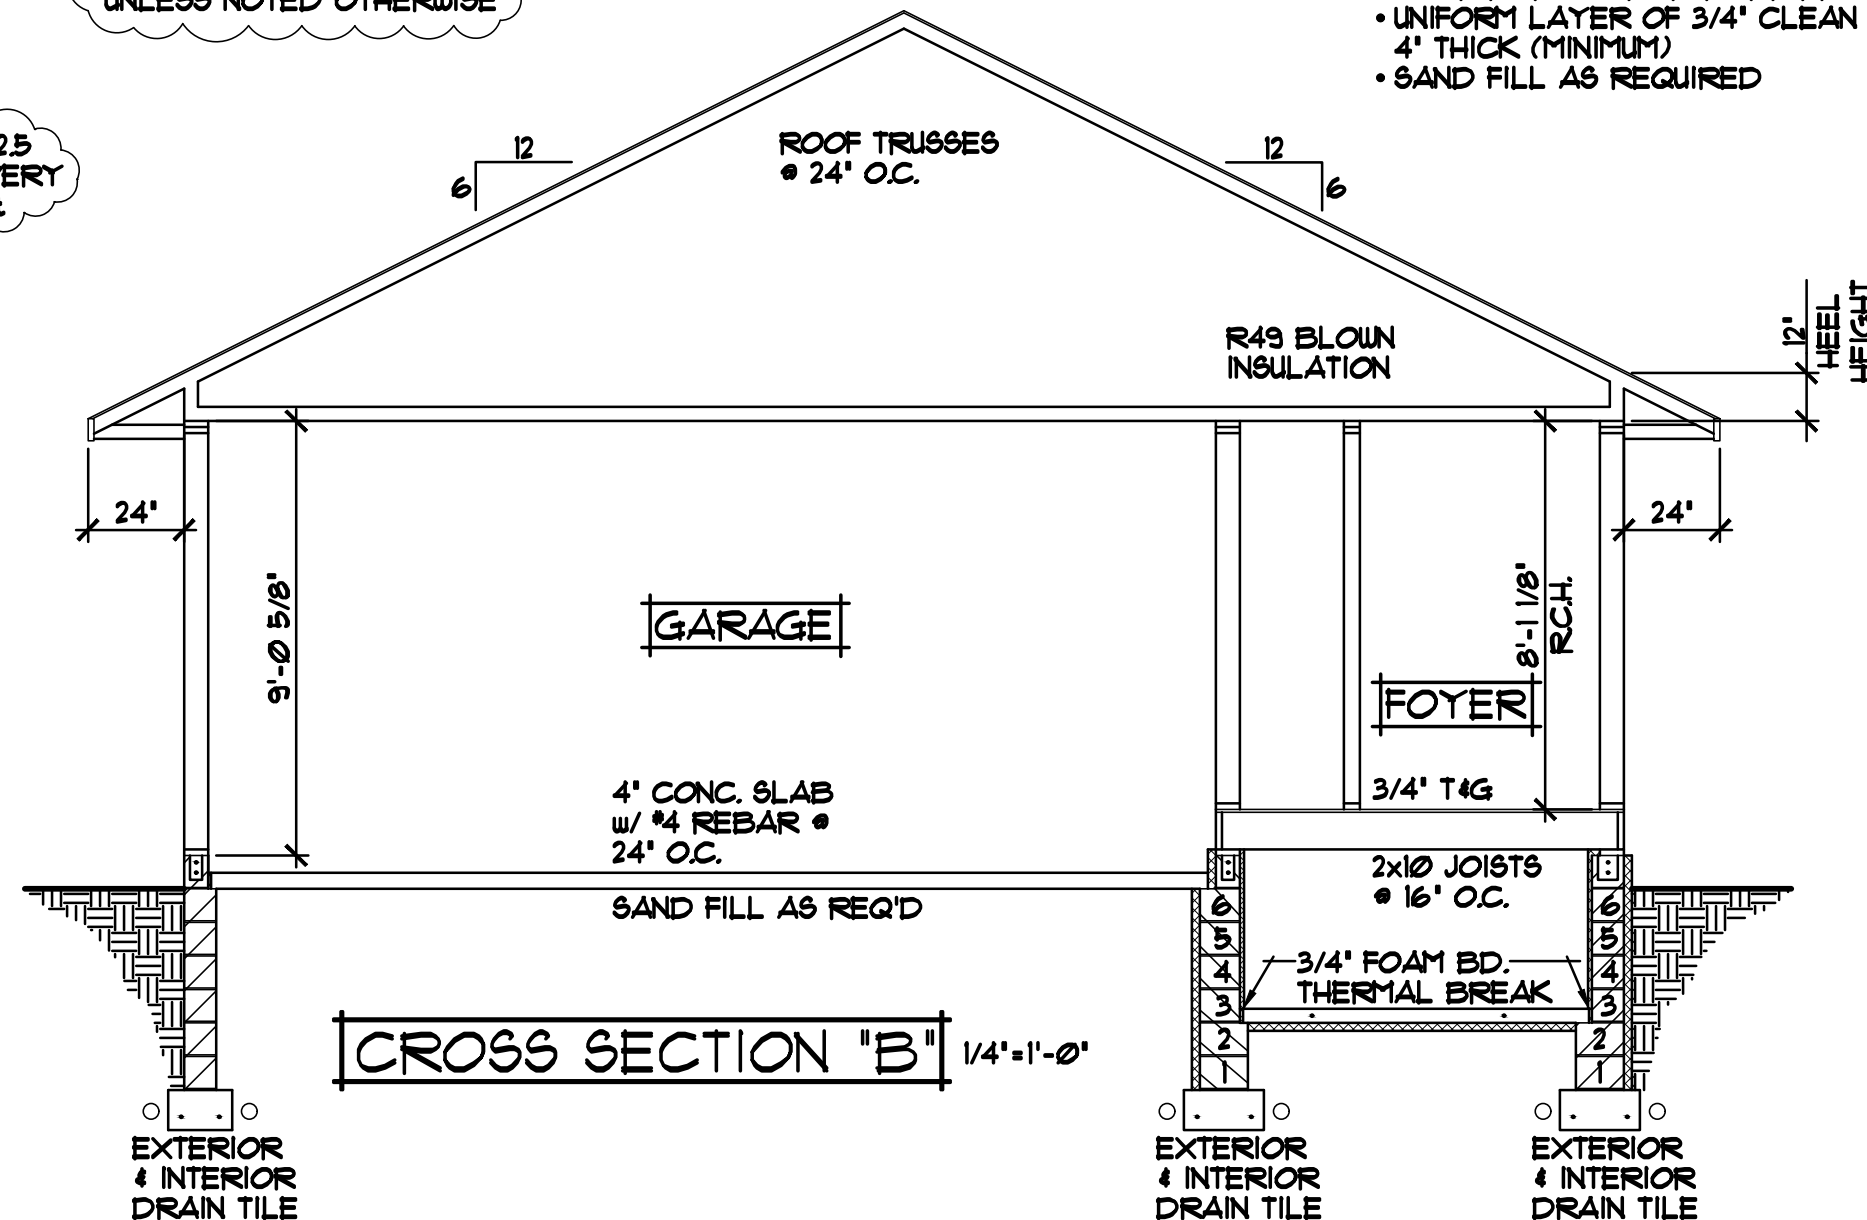 UNLESS NOTED OTHERWISE
• UNIFORM LAYER OF 3/4" CLEAN
4" THICK (MINIMUM)
• SAND FILL AS REQUIRED
2.5
12
6
ROOF TRUSSES
@ 24" O.C.
12
6
R49 BLOWN
INSULATION
12"
HEEL
HEIGHT
24"
24"
9'-Ø 5/8"
GARAGE
8'-1 1/8"
R.C.H.
FOYER
4" CONC. SLAB
w/ #4 REBAR @
24" O.C.
3/4" T&G
2x1Ø JOISTS
@ 16" O.C.
SAND FILL AS REQ'D
6
5
4
3
2
1
6
5
4
3
2
1
3/4" FOAM BD.
THERMAL BREAK
CROSS SECTION "B"
1/4"=1'-Ø"
EXTERIOR
& INTERIOR
DRAIN TILE
EXTERIOR
& INTERIOR
DRAIN TILE
EXTERIOR
& INTERIOR
DRAIN TILE